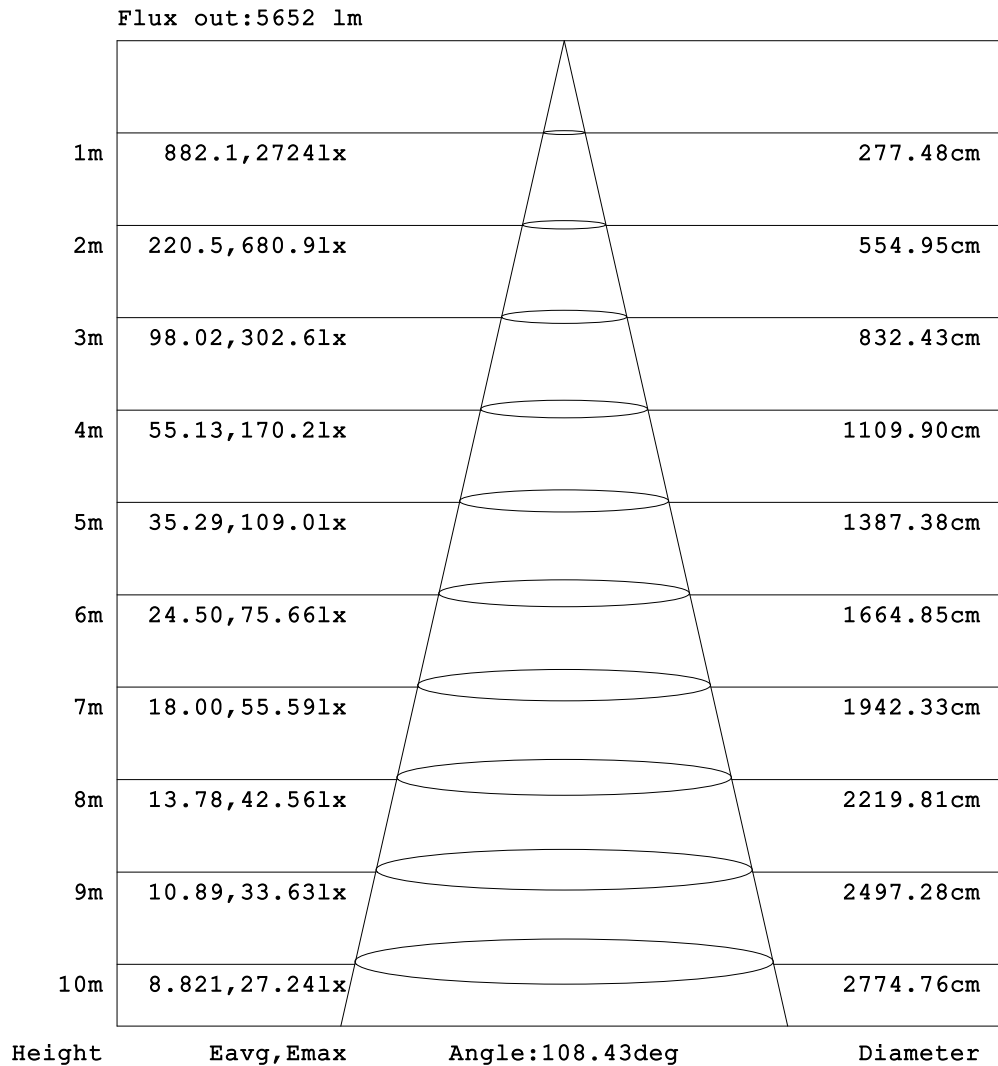 Flux out:5652 lm
1m 882.1,2724lx 277.48cm
2m 220.5,680.9lx 554.95cm
3m 98.02,302.6lx 832.43cm
4m 55.13,170.2lx 1109.90cm
5m 35.29,109.0lx 1387.38cm
6m 24.50,75.66lx 1664.85cm
7m 18.00,55.59lx 1942.33cm
8m 13.78,42.56lx 2219.81cm
9m 10.89,33.63lx 2497.28cm
10m 8.821,27.24lx 2774.76cm
Height Eavg,Emax Angle:108.43deg Diameter